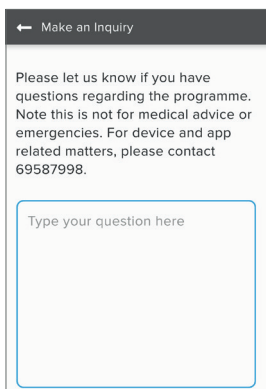 Make an Inquiry
Please let us know if you have
questions regarding the programme.
Note this is not for medical advice or
emergencies. For device and app
related matters, please contact
69587998.
Type your question here